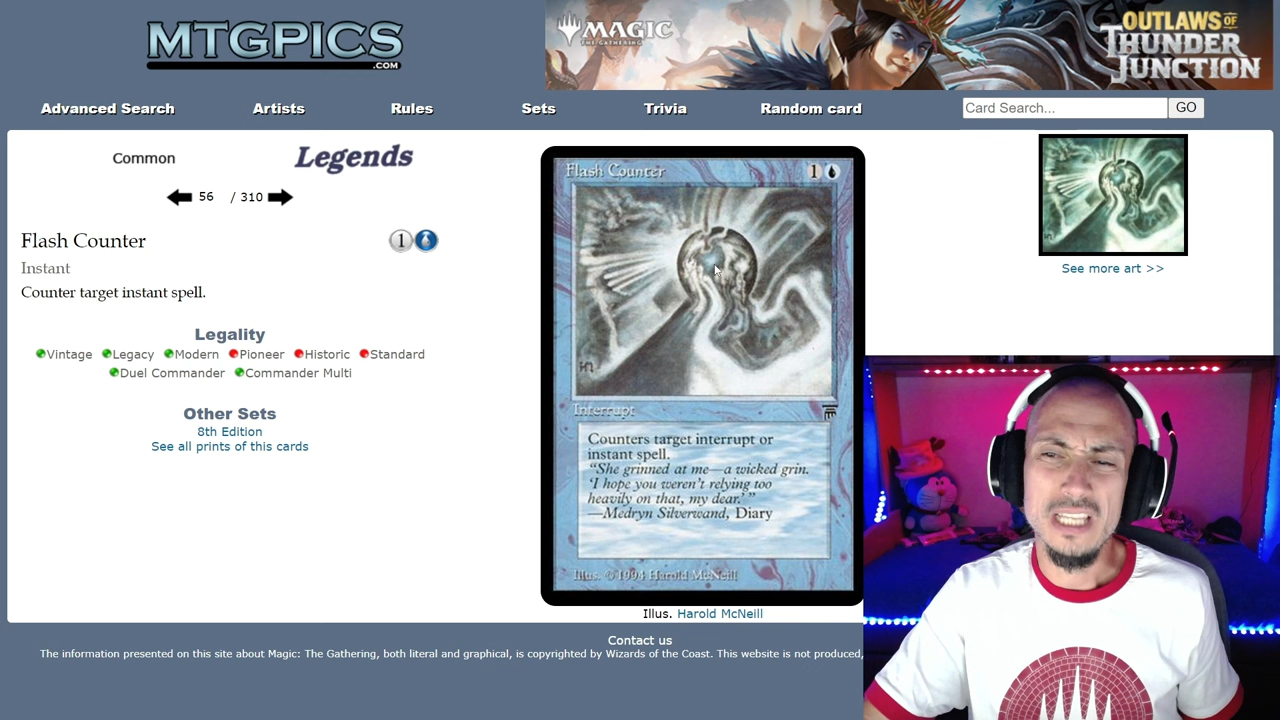 MTGPICS
.COM
MAGIC
THE GATHERING
OUTLAWS OF
THUNDER
JUNCTION
Advanced Search
Artists
Rules
Sets
Trivia
Random card
Card Search...
GO
Common
Legends
56 / 310
Flash Counter
1
Instant
Counter target instant spell.
Legality
Vintage Legacy Modern Pioneer Historic Standard
Duel Commander Commander Multi
Other Sets
8th Edition
See all prints of this cards
Flash Counter
1
Interrupt
Counters target interrupt or
instant spell.
“She grinned at me—a wicked grin.
‘I hope you weren’t relying too
heavily on that, my dear.’”
—Medryn Silverwand, Diary
Illus. ©1994 Harold McNeill
Illus. Harold McNeill
See more art >>
Contact us
The information presented on this site about Magic: The Gathering, both literal and graphical, is copyrighted by Wizards of the Coast. This website is not produced,